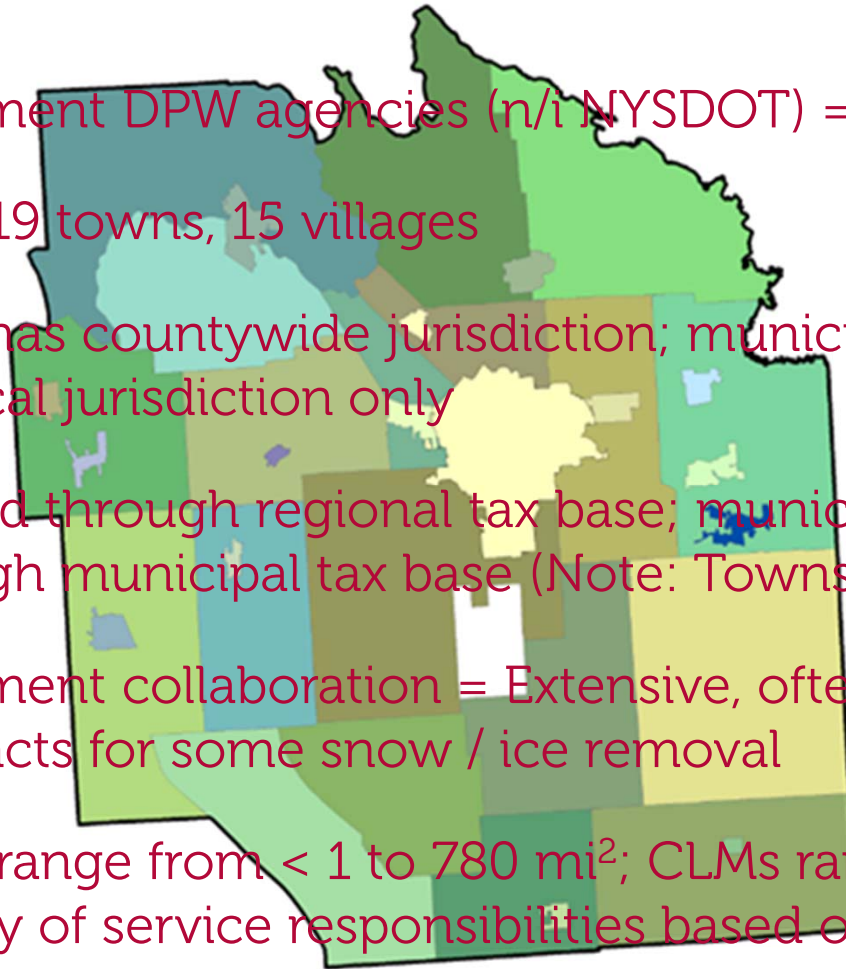 ment DPW agencies (n/i NYSDOT) =
19 towns, 15 villages
has countywide jurisdiction; munic
cal jurisdiction only
d through regional tax base; munic
gh municipal tax base (Note: Towns
ment collaboration = Extensive, ofte
cts for some snow / ice removal
range from < 1 to 780 mi²; CLMs ra
y of service responsibilities based o